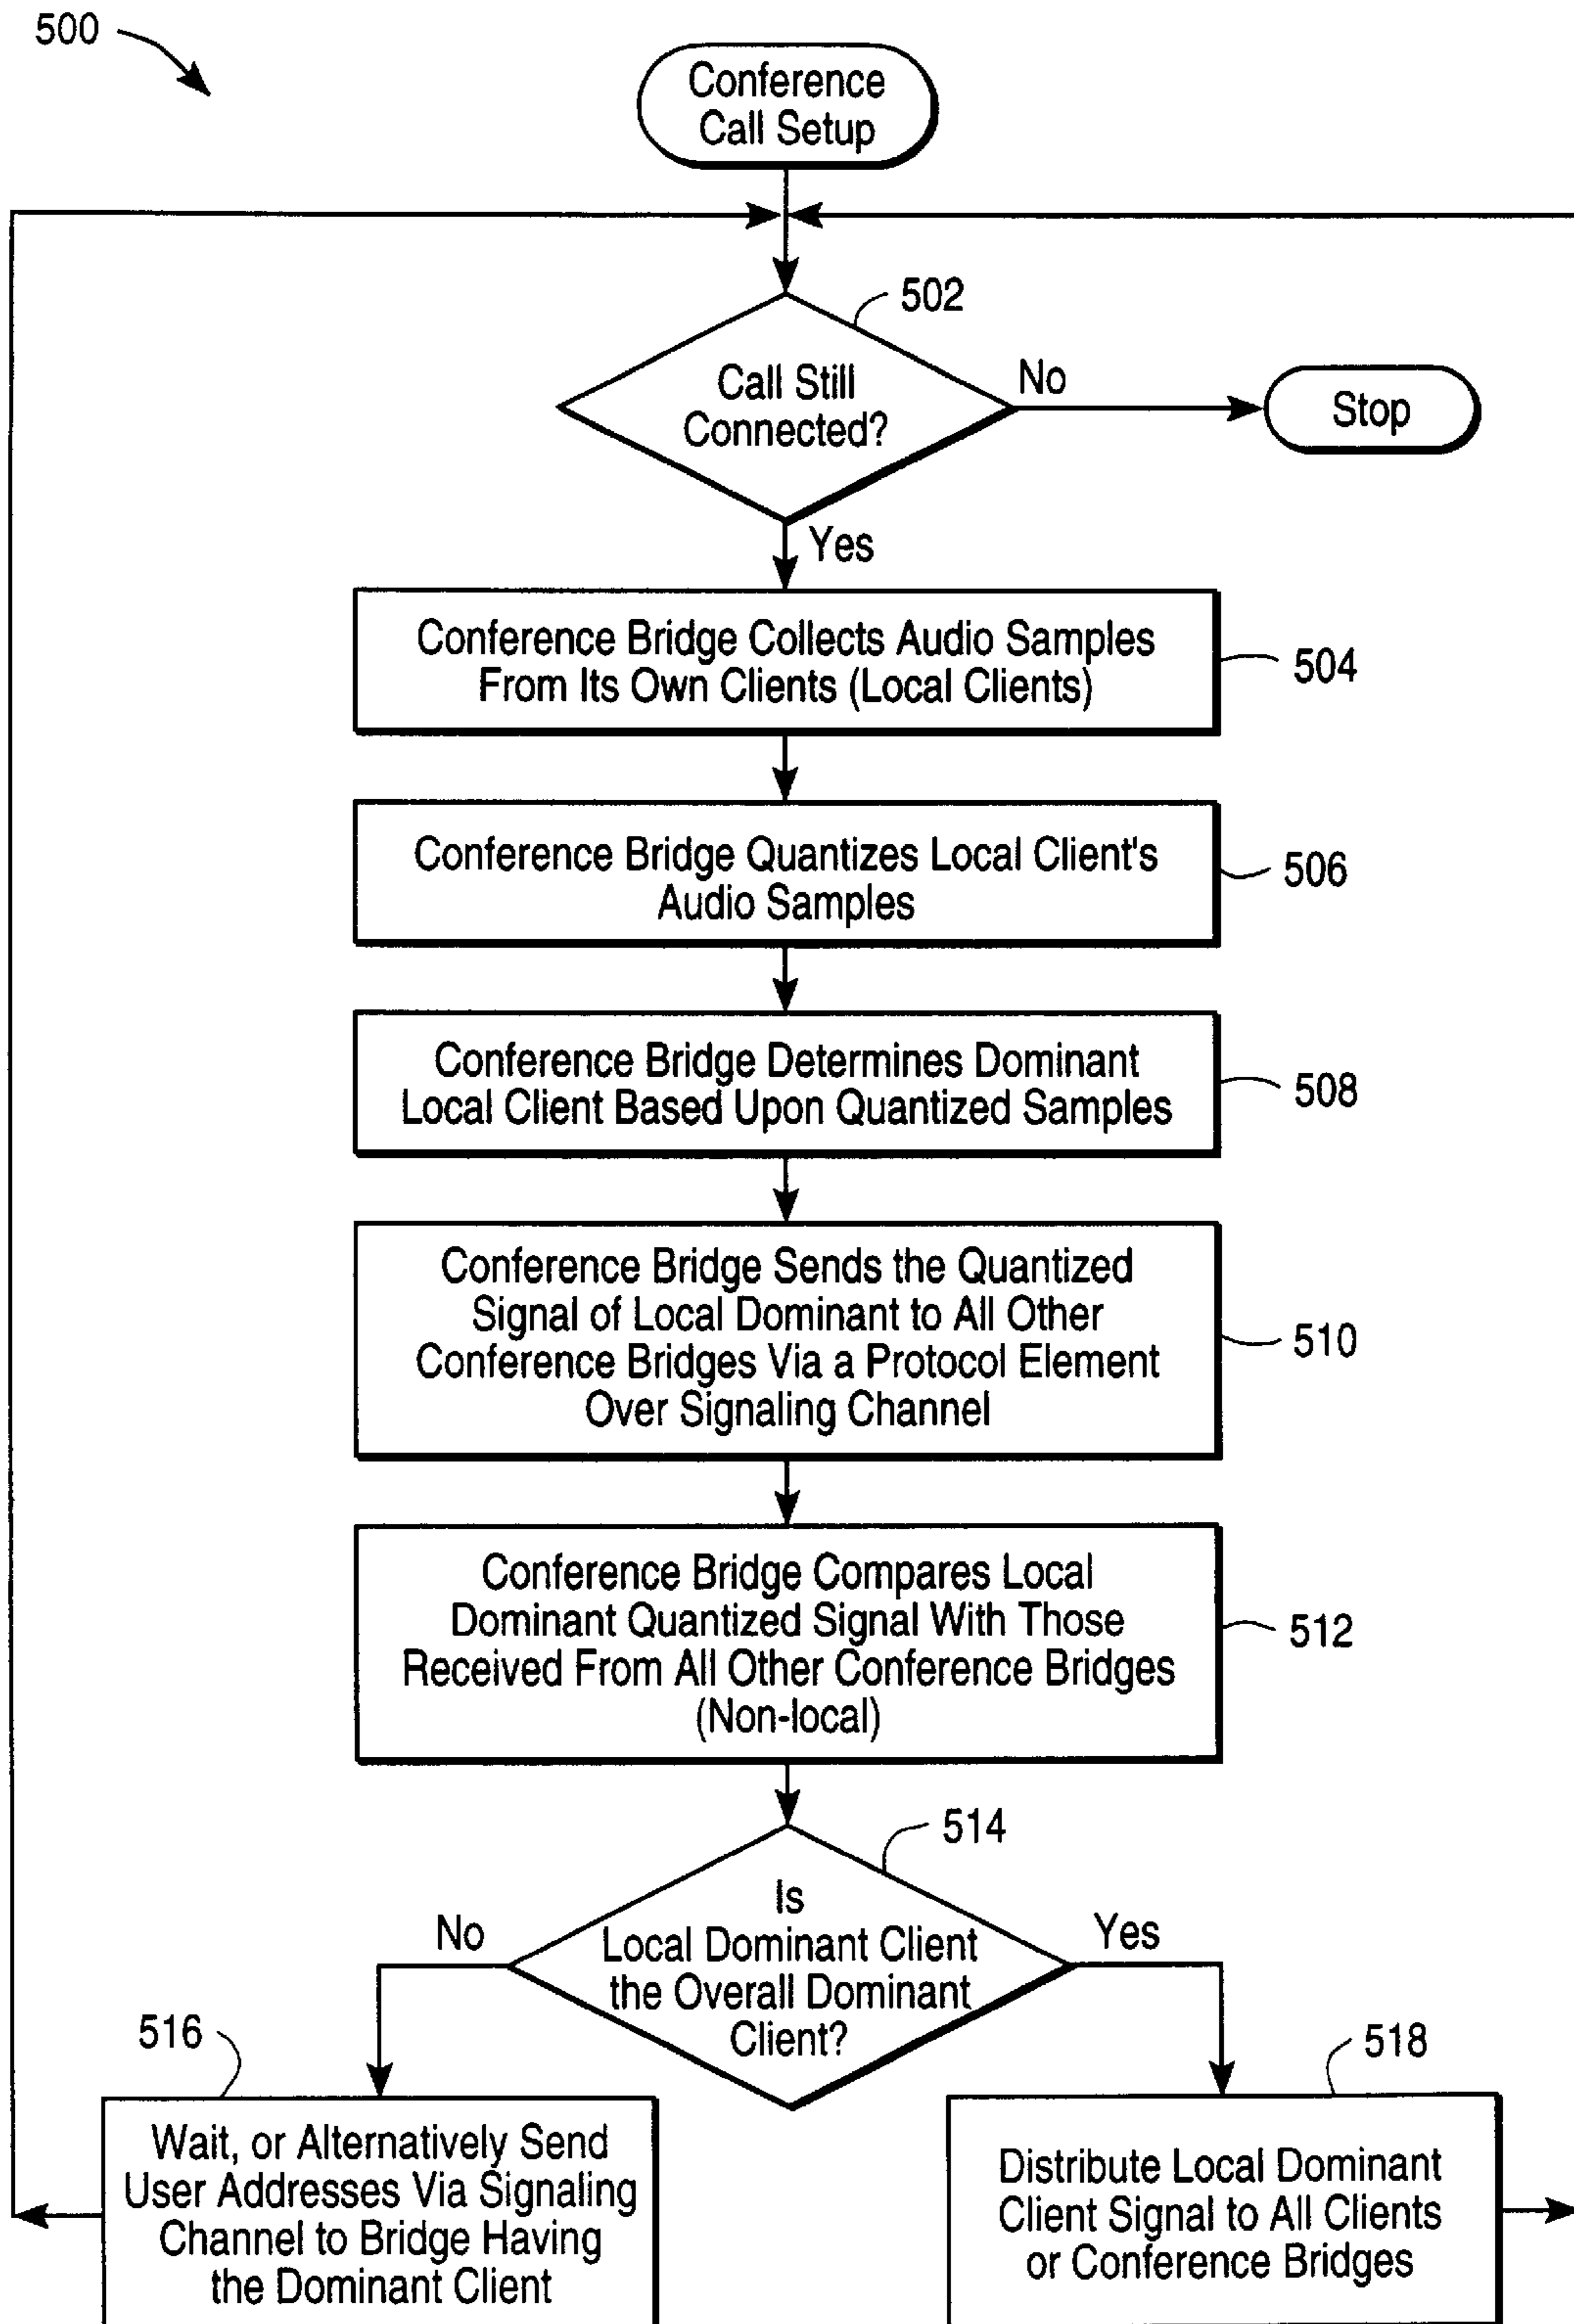 500
Conference
Call Setup
502
Call Still
Connected?
No
Stop
Yes
Conference Bridge Collects Audio Samples
From Its Own Clients (Local Clients)
504
Conference Bridge Quantizes Local Client's
Audio Samples
506
Conference Bridge Determines Dominant
Local Client Based Upon Quantized Samples
508
Conference Bridge Sends the Quantized
Signal of Local Dominant to All Other
Conference Bridges Via a Protocol Element
Over Signaling Channel
510
Conference Bridge Compares Local
Dominant Quantized Signal With Those
Received From All Other Conference Bridges
(Non-local)
512
514
Is
Local Dominant Client
the Overall Dominant
Client?
No
Yes
516
Wait, or Alternatively Send
User Addresses Via Signaling
Channel to Bridge Having
the Dominant Client
518
Distribute Local Dominant
Client Signal to All Clients
or Conference Bridges